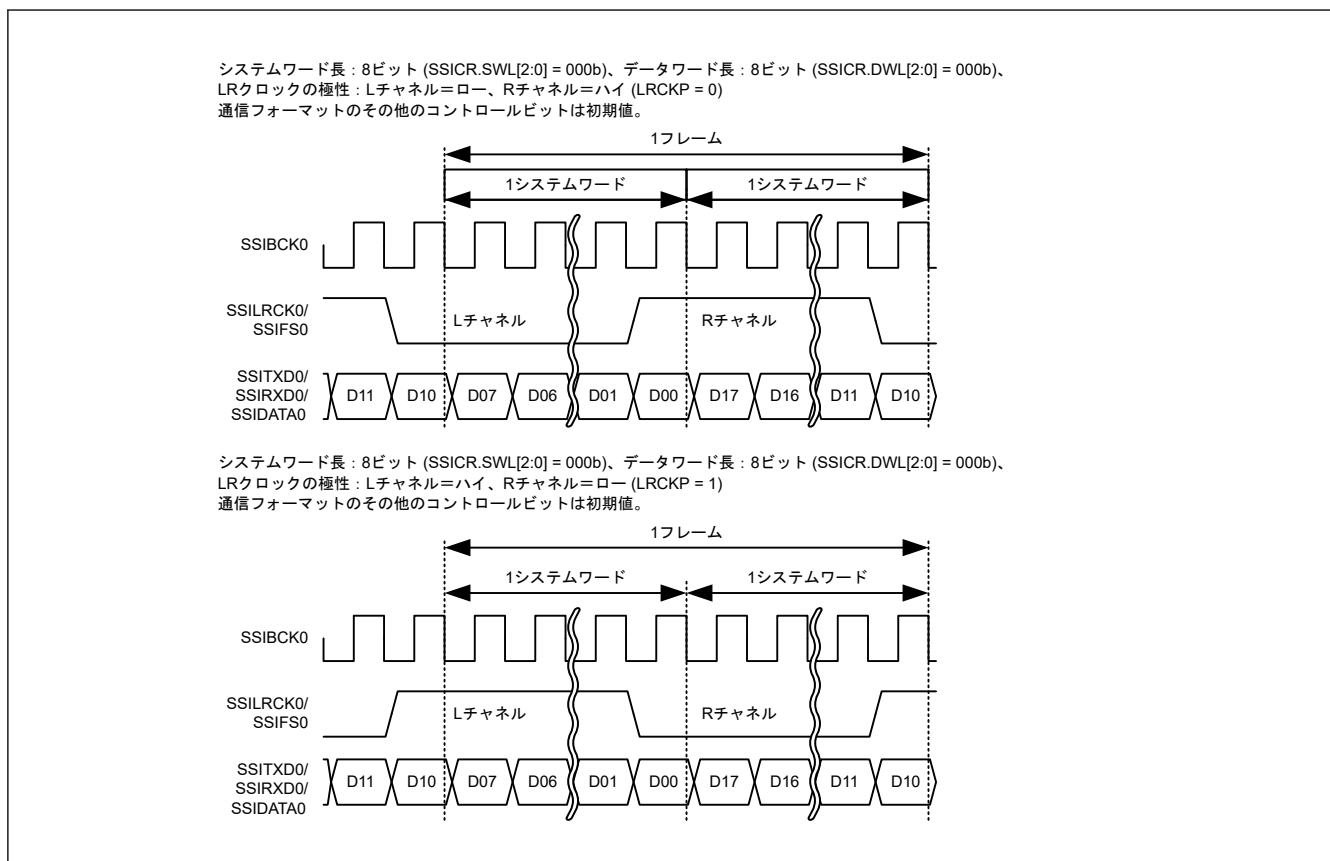 システムワード長：8ビット (SSICR.SWL[2:0] = 000b)、データワード長：8ビット (SSICR.DWL[2:0] = 000b)、
LRクロックの極性：Lチャネル＝ロー、Rチャネル＝ハイ (LRCKP = 0)
通信フォーマットのその他のコントロールビットは初期値。
1フレーム
1システムワード 1システムワード
SSIBCK0
SSILRCK0/
SSIFS0
Lチャネル Rチャネル
SSITXD0/
SSIRXD0/
SSIDATA0
D11 D10 D07 D06 D01 D00 D17 D16 D11 D10
システムワード長：8ビット (SSICR.SWL[2:0] = 000b)、データワード長：8ビット (SSICR.DWL[2:0] = 000b)、
LRクロックの極性：Lチャネル＝ハイ、Rチャネル＝ロー (LRCKP = 1)
通信フォーマットのその他のコントロールビットは初期値。
1フレーム
1システムワード 1システムワード
SSIBCK0
SSILRCK0/
SSIFS0
Lチャネル Rチャネル
SSITXD0/
SSIRXD0/
SSIDATA0
D11 D10 D07 D06 D01 D00 D17 D16 D11 D10